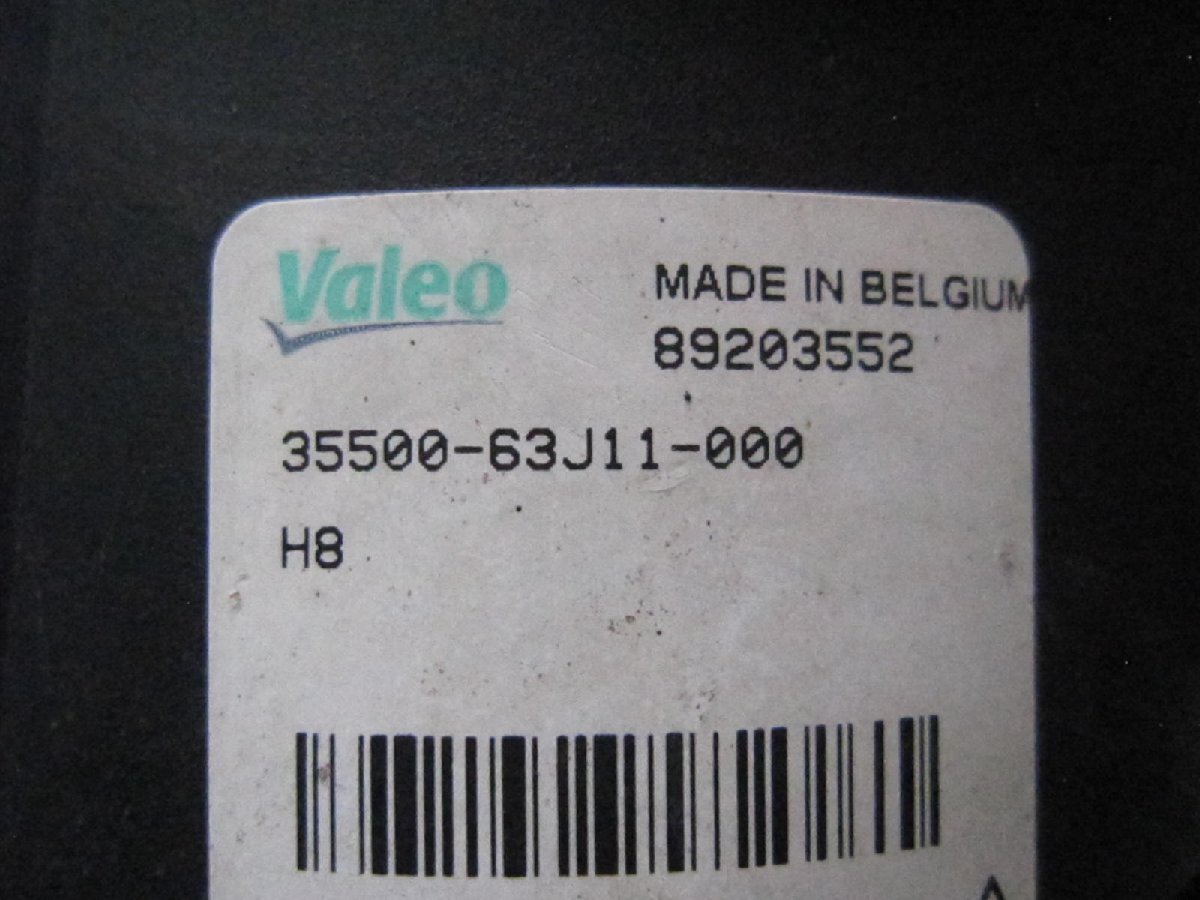 Valeo
MADE IN BELGIUM
89203552
35500-63J11-000
H8